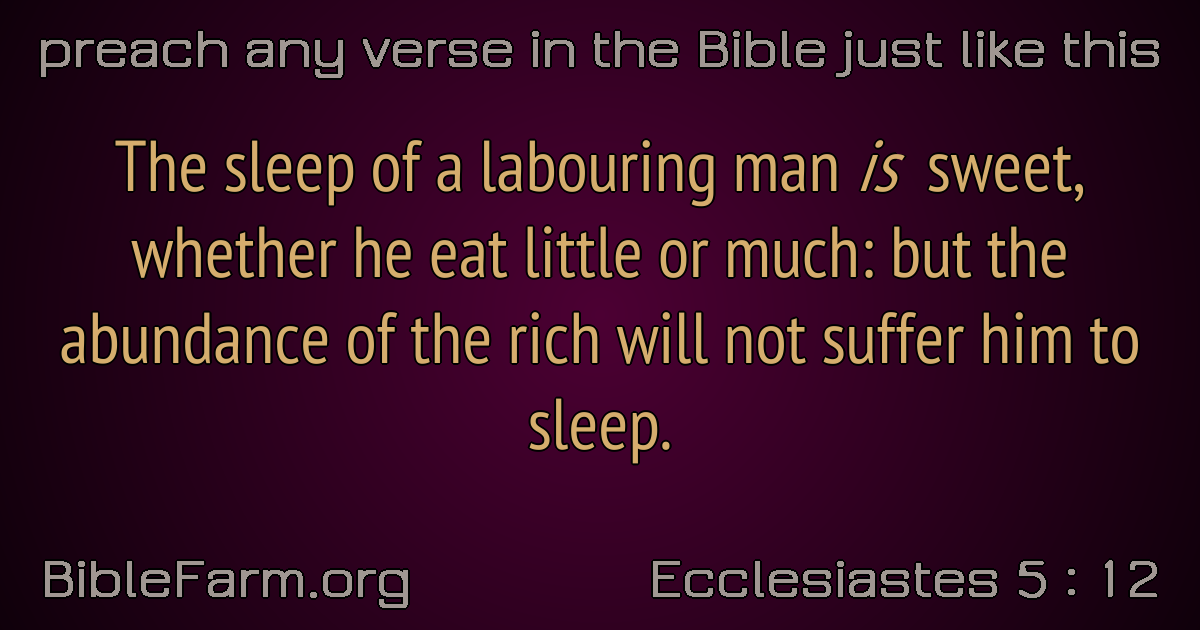 preach any verse in the Bible just like this
The sleep of a labouring man is sweet,
whether he eat little or much: but the
abundance of the rich will not suffer him to
sleep.
BibleFarm.org
Ecclesiastes 5 : 12